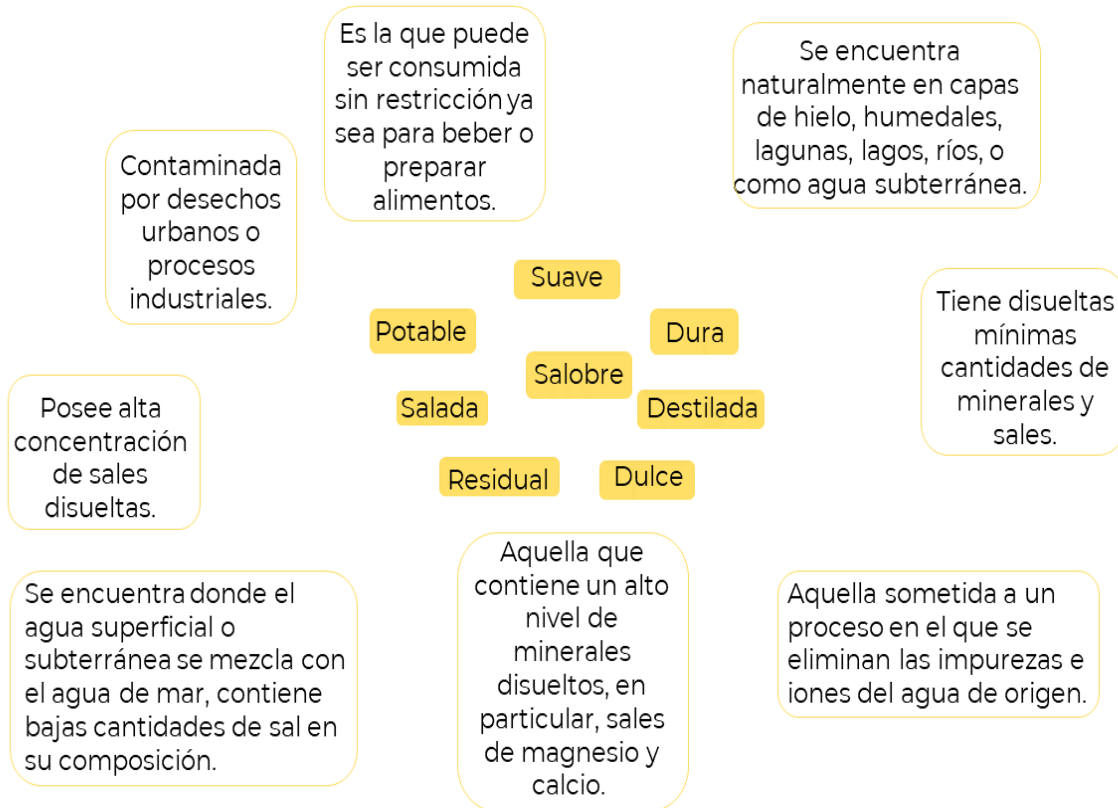 Es la que puede
ser consumida
sin restricción ya
sea para beber o
preparar
alimentos.
Se encuentra
naturalmente en capas
de hielo, humedales,
lagunas, lagos, ríos, o
como agua subterránea.
Contaminada
por desechos
urbanos o
procesos
industriales.
Suave
Potable
Dura
Salobre
Salada
Destilada
Residual
Dulce
Tiene disueltas
mínimas
cantidades de
minerales y
sales.
Posee alta
concentración
de sales
disueltas.
Se encuentra donde el
agua superficial o
subterránea se mezcla con
el agua de mar, contiene
bajas cantidades de sal en
su composición.
Aquella que
contiene un alto
nivel de
minerales
disueltos, en
particular, sales
de magnesio y
calcio.
Aquella sometida a un
proceso en el que se
eliminan las impurezas e
iones del agua de origen.